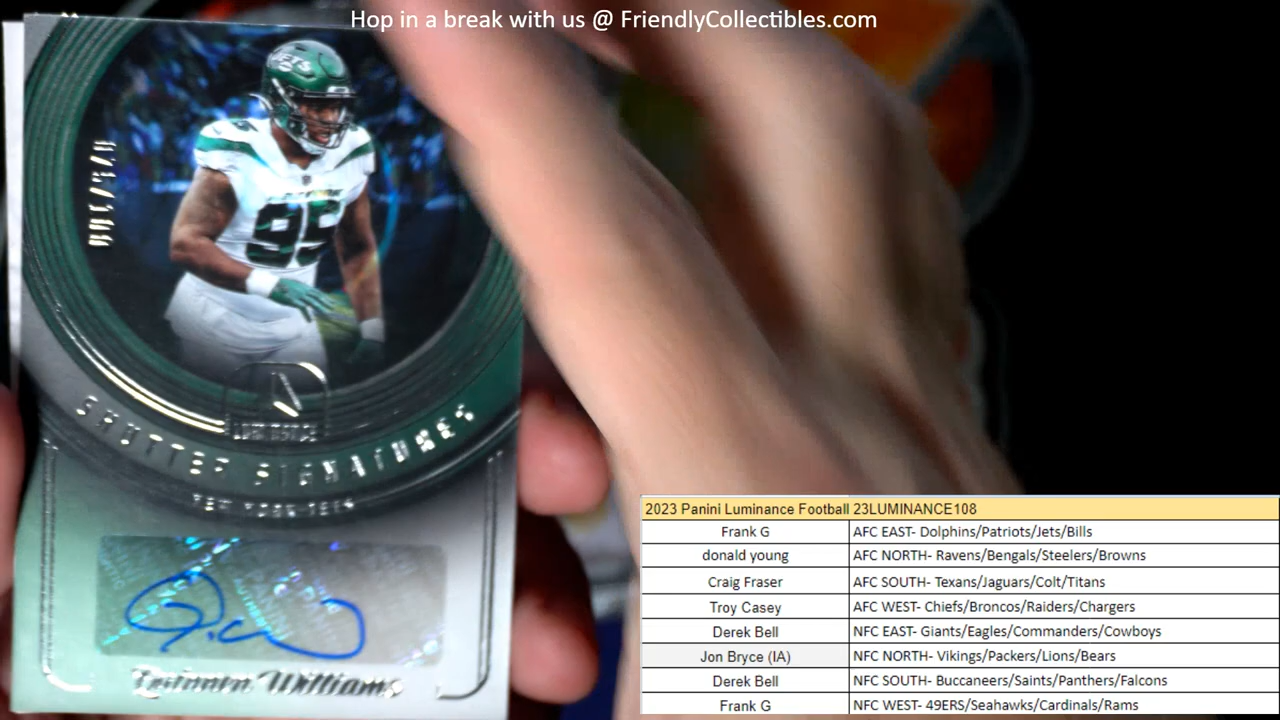 Hop in a break with us @ FriendlyCollectibles.com
JETS
95
SHUTTER SIGNATURES
NEW YORK JETS
Quinnen Williams
2023 Panini Luminance Football 23LUMINANCE108
Frank G AFC EAST- Dolphins/Patriots/Jets/Bills
donald young AFC NORTH- Ravens/Bengals/Steelers/Browns
Craig Fraser AFC SOUTH- Texans/Jaguars/Colt/Titans
Troy Casey AFC WEST- Chiefs/Broncos/Raiders/Chargers
Derek Bell NFC EAST- Giants/Eagles/Commanders/Cowboys
Jon Bryce (IA) NFC NORTH- Vikings/Packers/Lions/Bears
Derek Bell NFC SOUTH- Buccaneers/Saints/Panthers/Falcons
Frank G NFC WEST- 49ERS/Seahawks/Cardinals/Rams